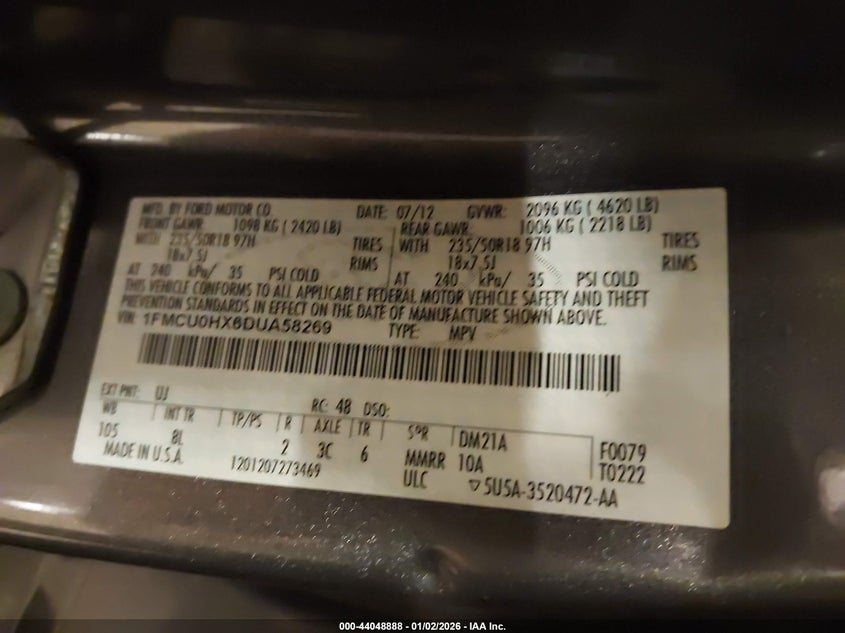 MFD. BY FORD MOTOR CO. DATE: 07/12 GVWR: 2096 KG ( 4620 LB)
FRONT GAWR: 1098 KG ( 2420 LB) REAR GAWR: 1006 KG ( 2218 LB)
WITH 235/50R18 97H TIRES WITH 235/50R18 97H TIRES
18x7.5J RIMS 18x7.5J RIMS
AT 240 kPa/ 35 PSI COLD AT 240 kPa/ 35 PSI COLD
THIS VEHICLE CONFORMS TO ALL APPLICABLE FEDERAL MOTOR VEHICLE SAFETY AND THEFT
PREVENTION STANDARDS IN EFFECT ON THE DATE OF MANUFACTURE SHOWN ABOVE.
VIN: 1FMCU0HX6DUA58269 TYPE: MPV
EXT PNT: UJ RC: 48 DSO:
WB INT TR TP/PS R AXLE TR S*R DM21A F0079
105 8L 2 3C 6 MMRR 10A T0222
MADE IN U.S.A. 1201207273469 ULC ▽5U5A-3520472-AA
000-44048888 - 01/02/2026 - IAA Inc.